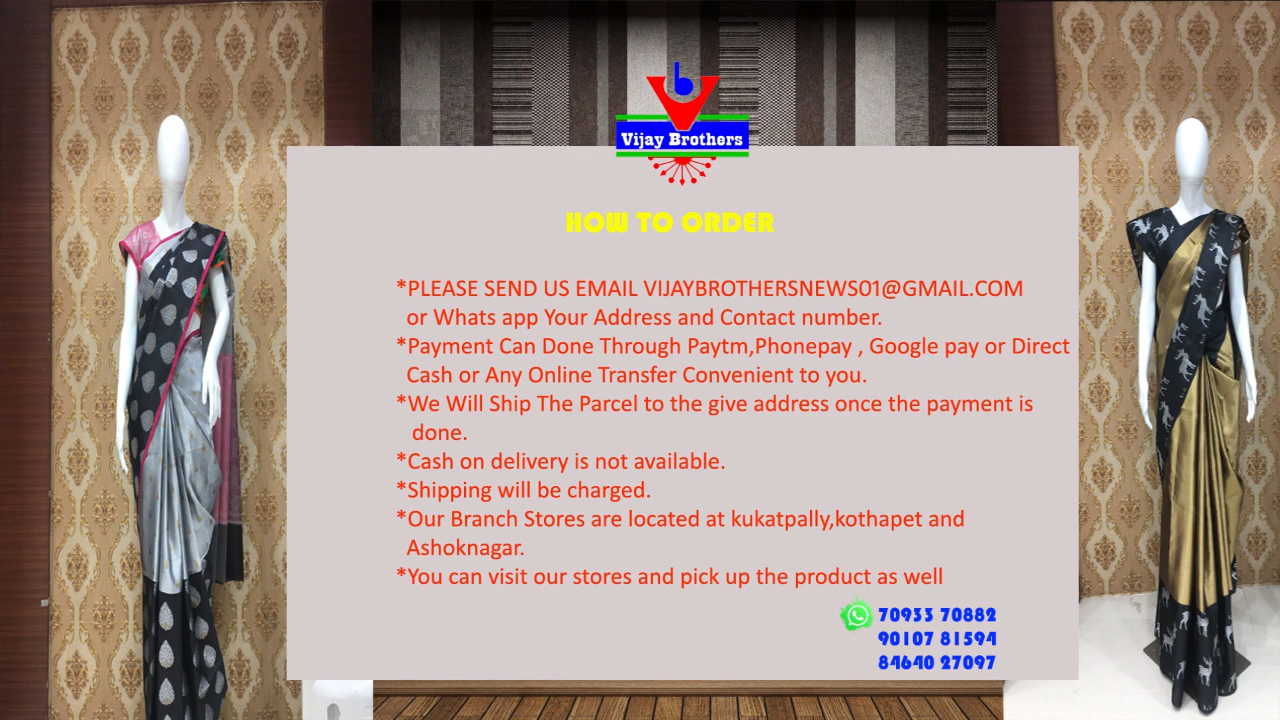 b
Vijay Brothers
HOW TO ORDER
*PLEASE SEND US EMAIL VIJAYBROTHERSNEWS01@GMAIL.COM
or Whats app Your Address and Contact number.
*Payment Can Done Through Paytm,Phonepay , Google pay or Direct
Cash or Any Online Transfer Convenient to you.
*We Will Ship The Parcel to the give address once the payment is
done.
*Cash on delivery is not available.
*Shipping will be charged.
*Our Branch Stores are located at kukatpally,kothapet and
Ashoknagar.
*You can visit our stores and pick up the product as well
70933 70882
90107 81594
84640 27097